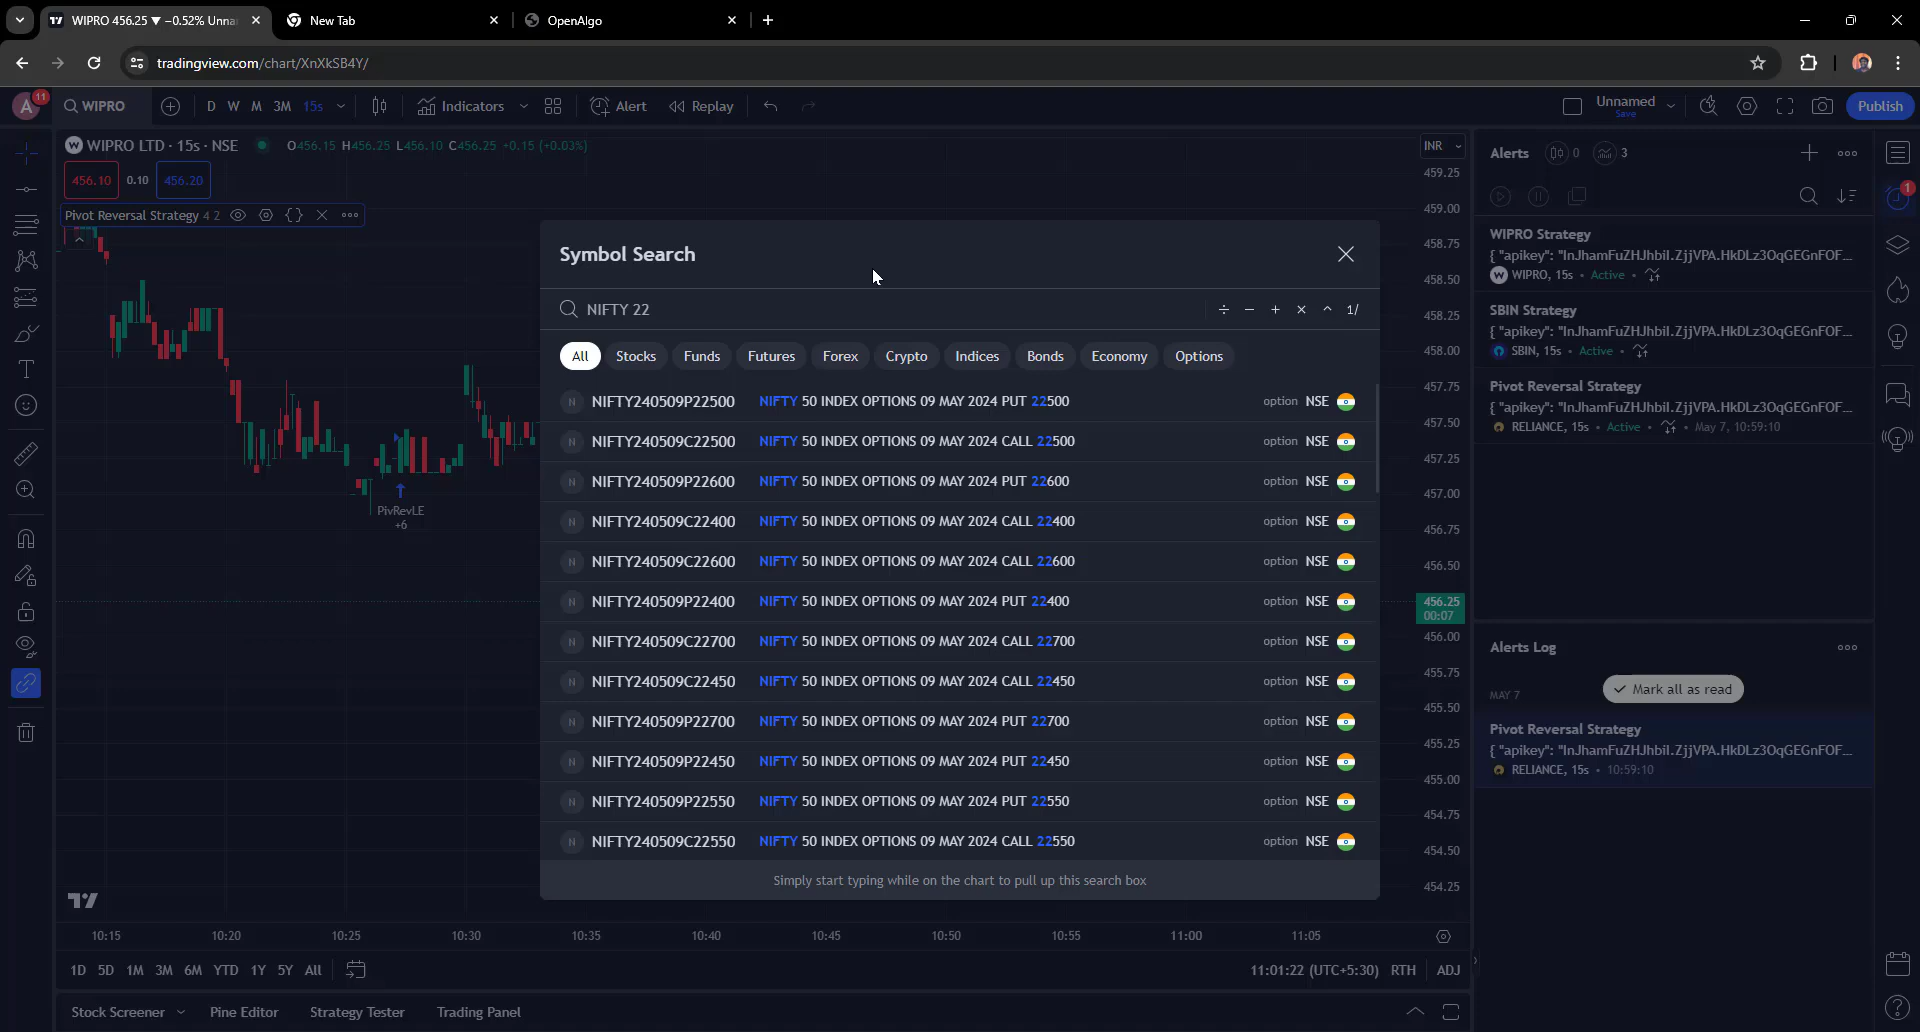 WIPRO 456.25 ▼ −0.52% Unna
New Tab
OpenAlgo
tradingview.com/chart/XnXkSB4Y/
A 11
WIPRO
D W M 3M 15s
Indicators
Alert
Replay
Unnamed
Save
Publish
WIPRO LTD · 15s · NSE
O456.15 H456.25 L456.10 C456.25 +0.15 (+0.03%)
456.10 0.10 456.20
Pivot Reversal Strategy 4 2
PivRevLE
+6
Symbol Search
NIFTY 22
÷ − + × ^ 1/
All Stocks Funds Futures Forex Crypto Indices Bonds Economy Options
NIFTY240509P22500 NIFTY 50 INDEX OPTIONS 09 MAY 2024 PUT 22500 option NSE
NIFTY240509C22500 NIFTY 50 INDEX OPTIONS 09 MAY 2024 CALL 22500 option NSE
NIFTY240509P22600 NIFTY 50 INDEX OPTIONS 09 MAY 2024 PUT 22600 option NSE
NIFTY240509C22400 NIFTY 50 INDEX OPTIONS 09 MAY 2024 CALL 22400 option NSE
NIFTY240509C22600 NIFTY 50 INDEX OPTIONS 09 MAY 2024 CALL 22600 option NSE
NIFTY240509P22400 NIFTY 50 INDEX OPTIONS 09 MAY 2024 PUT 22400 option NSE
NIFTY240509C22700 NIFTY 50 INDEX OPTIONS 09 MAY 2024 CALL 22700 option NSE
NIFTY240509C22450 NIFTY 50 INDEX OPTIONS 09 MAY 2024 CALL 22450 option NSE
NIFTY240509P22700 NIFTY 50 INDEX OPTIONS 09 MAY 2024 PUT 22700 option NSE
NIFTY240509P22450 NIFTY 50 INDEX OPTIONS 09 MAY 2024 PUT 22450 option NSE
NIFTY240509P22550 NIFTY 50 INDEX OPTIONS 09 MAY 2024 PUT 22550 option NSE
NIFTY240509C22550 NIFTY 50 INDEX OPTIONS 09 MAY 2024 CALL 22550 option NSE
Simply start typing while on the chart to pull up this search box
INR
459.25
459.00
458.75
458.50
458.25
458.00
457.75
457.50
457.25
457.00
456.75
456.50
456.25
00:07
456.00
455.75
455.50
455.25
455.00
454.75
454.50
454.25
Alerts 0 3
1
WIPRO Strategy
{ "apikey": "InJhamFuZHJhbil.ZjjVPA.HkDLz3OqGEGnFOF...
WIPRO, 15s • Active •
SBIN Strategy
{ "apikey": "InJhamFuZHJhbil.ZjjVPA.HkDLz3OqGEGnFOF...
SBIN, 15s • Active •
Pivot Reversal Strategy
{ "apikey": "InJhamFuZHJhbil.ZjjVPA.HkDLz3OqGEGnFOF...
RELIANCE, 15s • Active • • May 7, 10:59:10
Alerts Log
MAY 7
Mark all as read
Pivot Reversal Strategy
{ "apikey": "InJhamFuZHJhbil.ZjjVPA.HkDLz3OqGEGnFOF...
RELIANCE, 15s • 10:59:10
10:15 10:20 10:25 10:30 10:35 10:40 10:45 10:50 10:55 11:00 11:05
1D 5D 1M 3M 6M YTD 1Y 5Y All
11:01:22 (UTC+5:30) RTH ADJ
Stock Screener Pine Editor Strategy Tester Trading Panel